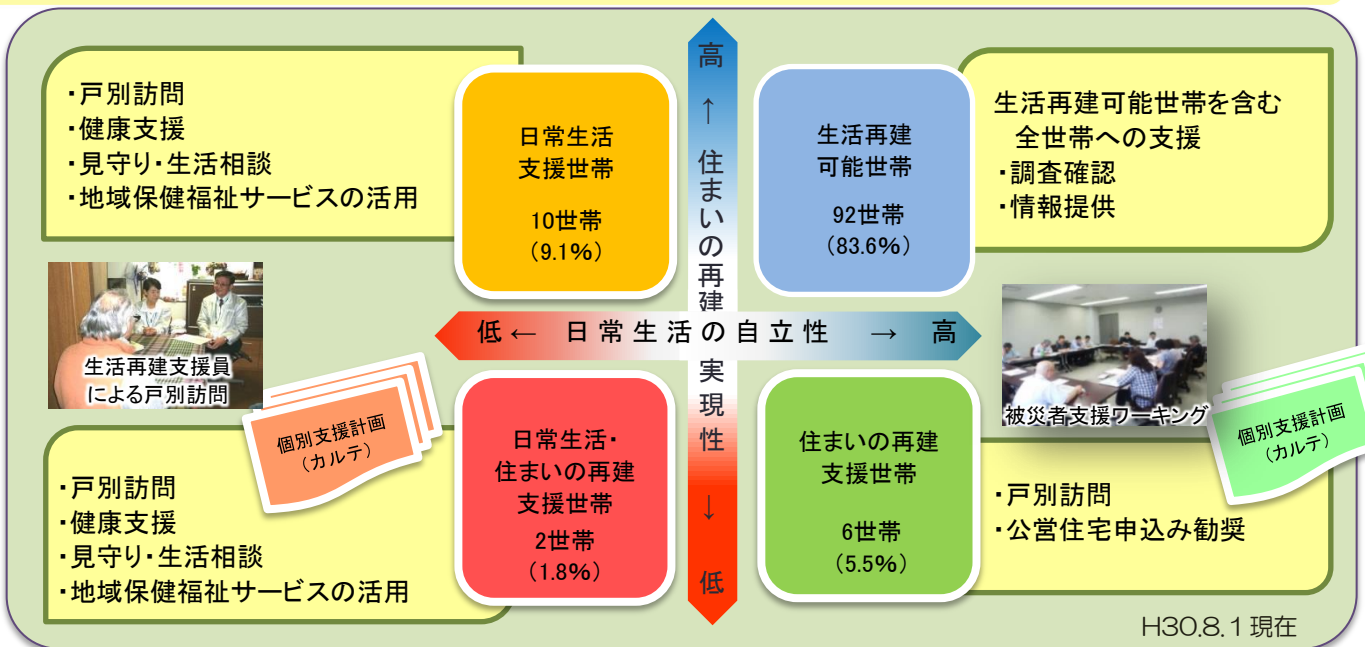 ・戸別訪問
・健康支援
・見守り・生活相談
・地域保健福祉サービスの活用
日常生活
支援世帯
10世帯
（9.1%）
高 ↑ 住まいの再建実現性 ↓ 低
生活再建
可能世帯
92世帯
（83.6%）
生活再建可能世帯を含む
全世帯への支援
・調査確認
・情報提供
低 ← 日常生活の自立性 → 高
生活再建支援員
による戸別訪問
個別支援計画
（カルテ）
被災者支援ワーキング
個別支援計画
（カルテ）
・戸別訪問
・健康支援
・見守り・生活相談
・地域保健福祉サービスの活用
日常生活・
住まいの再建
支援世帯
2世帯
（1.8%）
住まいの再建
支援世帯
6世帯
（5.5%）
・戸別訪問
・公営住宅申込み勧奨
H30.8.1 現在